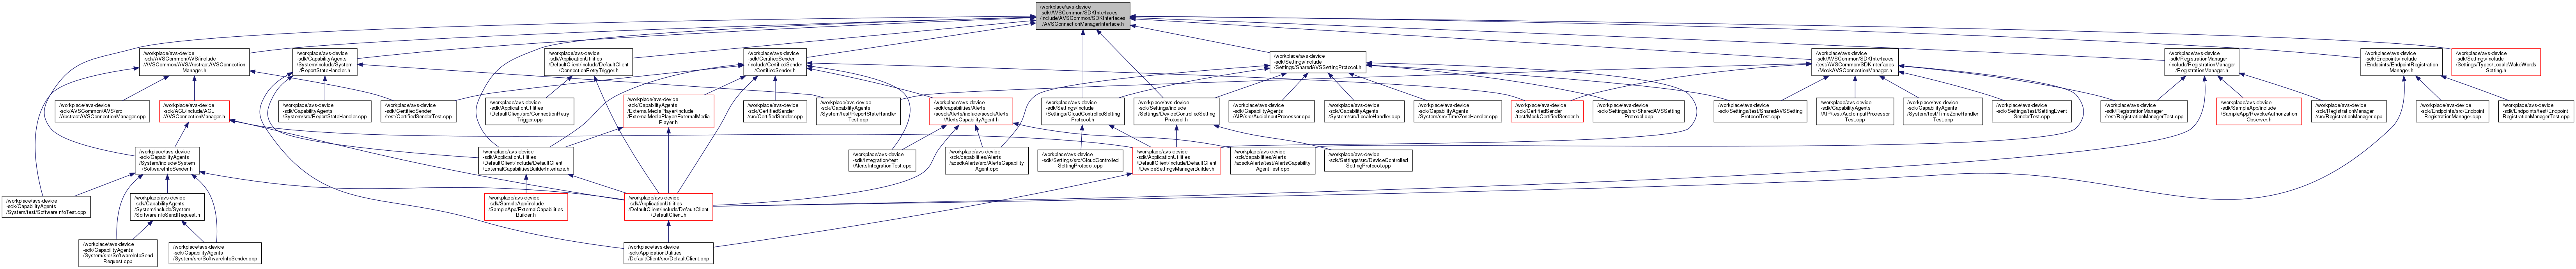 /workplace/avs-device
-sdk/AVSCommon/SDKInterfaces
/include/AVSCommon/SDKInterfaces
/AVSConnectionManagerInterface.h
/workplace/avs-device
-sdk/AVSCommon/AVS/include
/AVSCommon/AVS/AbstractAVSConnection
Manager.h
/workplace/avs-device
-sdk/CapabilityAgents
/System/include/System
/ReportStateHandler.h
/workplace/avs-device
-sdk/ApplicationUtilities
/DefaultClient/include/DefaultClient
/ConnectionRetryTrigger.h
/workplace/avs-device
-sdk/CertifiedSender
/include/CertifiedSender
/CertifiedSender.h
/workplace/avs-device
-sdk/Settings/include
/Settings/SharedAVSSettingProtocol.h
/workplace/avs-device
-sdk/AVSCommon/SDKInterfaces
/test/AVSCommon/SDKInterfaces
/MockAVSConnectionManager.h
/workplace/avs-device
-sdk/RegistrationManager
/include/RegistrationManager
/RegistrationManager.h
/workplace/avs-device
-sdk/Endpoints/include
/Endpoints/EndpointRegistration
Manager.h
/workplace/avs-device
-sdk/Settings/include
/Settings/Types/LocaleWakeWords
Setting.h
/workplace/avs-device
-sdk/AVSCommon/AVS/src
/AbstractAVSConnectionManager.cpp
/workplace/avs-device
-sdk/ACL/include/ACL
/AVSConnectionManager.h
/workplace/avs-device
-sdk/CapabilityAgents
/System/src/ReportStateHandler.cpp
/workplace/avs-device
-sdk/CertifiedSender
/test/CertifiedSenderTest.cpp
/workplace/avs-device
-sdk/ApplicationUtilities
/DefaultClient/src/ConnectionRetry
Trigger.cpp
/workplace/avs-device
-sdk/CapabilityAgents
/ExternalMediaPlayer/include
/ExternalMediaPlayer/ExternalMedia
Player.h
/workplace/avs-device
-sdk/CertifiedSender
/src/CertifiedSender.cpp
/workplace/avs-device
-sdk/CapabilityAgents
/System/test/ReportStateHandler
Test.cpp
/workplace/avs-device
-sdk/capabilities/Alerts
/acsdkAlerts/include/acsdkAlerts
/AlertsCapabilityAgent.h
/workplace/avs-device
-sdk/Settings/include
/Settings/CloudControlledSetting
Protocol.h
/workplace/avs-device
-sdk/Settings/include
/Settings/DeviceControlledSetting
Protocol.h
/workplace/avs-device
-sdk/CapabilityAgents
/AIP/src/AudioInputProcessor.cpp
/workplace/avs-device
-sdk/CapabilityAgents
/System/src/LocaleHandler.cpp
/workplace/avs-device
-sdk/CapabilityAgents
/System/src/TimeZoneHandler.cpp
/workplace/avs-device
-sdk/CertifiedSender
/test/MockCertifiedSender.h
/workplace/avs-device
-sdk/Settings/src/SharedAVSSetting
Protocol.cpp
/workplace/avs-device
-sdk/Settings/test/SharedAVSSetting
ProtocolTest.cpp
/workplace/avs-device
-sdk/CapabilityAgents
/AIP/test/AudioInputProcessor
Test.cpp
/workplace/avs-device
-sdk/CapabilityAgents
/System/test/TimeZoneHandler
Test.cpp
/workplace/avs-device
-sdk/Settings/test/SettingEvent
SenderTest.cpp
/workplace/avs-device
-sdk/RegistrationManager
/test/RegistrationManagerTest.cpp
/workplace/avs-device
-sdk/SampleApp/include
/SampleApp/RevokeAuthorization
Observer.h
/workplace/avs-device
-sdk/RegistrationManager
/src/RegistrationManager.cpp
/workplace/avs-device
-sdk/Endpoints/src/Endpoint
RegistrationManager.cpp
/workplace/avs-device
-sdk/Endpoints/test/Endpoint
RegistrationManagerTest.cpp
/workplace/avs-device
-sdk/CapabilityAgents
/System/include/System
/SoftwareInfoSender.h
/workplace/avs-device
-sdk/ApplicationUtilities
/DefaultClient/include/DefaultClient
/ExternalCapabilitiesBuilderInterface.h
/workplace/avs-device
-sdk/Integration/test
/AlertsIntegrationTest.cpp
/workplace/avs-device
-sdk/capabilities/Alerts
/acsdkAlerts/src/AlertsCapability
Agent.cpp
/workplace/avs-device
-sdk/Settings/src/CloudControlled
SettingProtocol.cpp
/workplace/avs-device
-sdk/ApplicationUtilities
/DefaultClient/include/DefaultClient
/DeviceSettingsManagerBuilder.h
/workplace/avs-device
-sdk/capabilities/Alerts
/acsdkAlerts/test/AlertsCapability
AgentTest.cpp
/workplace/avs-device
-sdk/Settings/src/DeviceControlled
SettingProtocol.cpp
/workplace/avs-device
-sdk/CapabilityAgents
/System/test/SoftwareInfoTest.cpp
/workplace/avs-device
-sdk/CapabilityAgents
/System/include/System
/SoftwareInfoSendRequest.h
/workplace/avs-device
-sdk/SampleApp/include
/SampleApp/ExternalCapabilities
Builder.h
/workplace/avs-device
-sdk/ApplicationUtilities
/DefaultClient/include/DefaultClient
/DefaultClient.h
/workplace/avs-device
-sdk/CapabilityAgents
/System/src/SoftwareInfoSend
Request.cpp
/workplace/avs-device
-sdk/CapabilityAgents
/System/src/SoftwareInfoSender.cpp
/workplace/avs-device
-sdk/ApplicationUtilities
/DefaultClient/src/DefaultClient.cpp